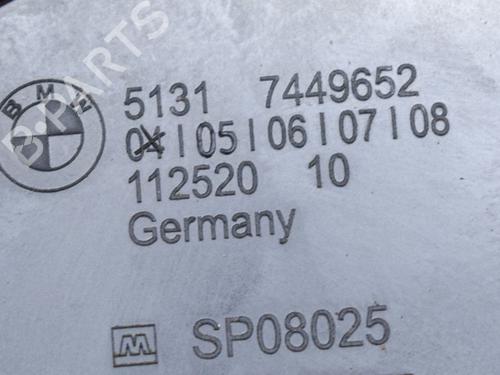 B-PARTS
BMW
5131 7449652
04 | 05 | 06 | 07 | 08
112520 10
Germany
M SP08025